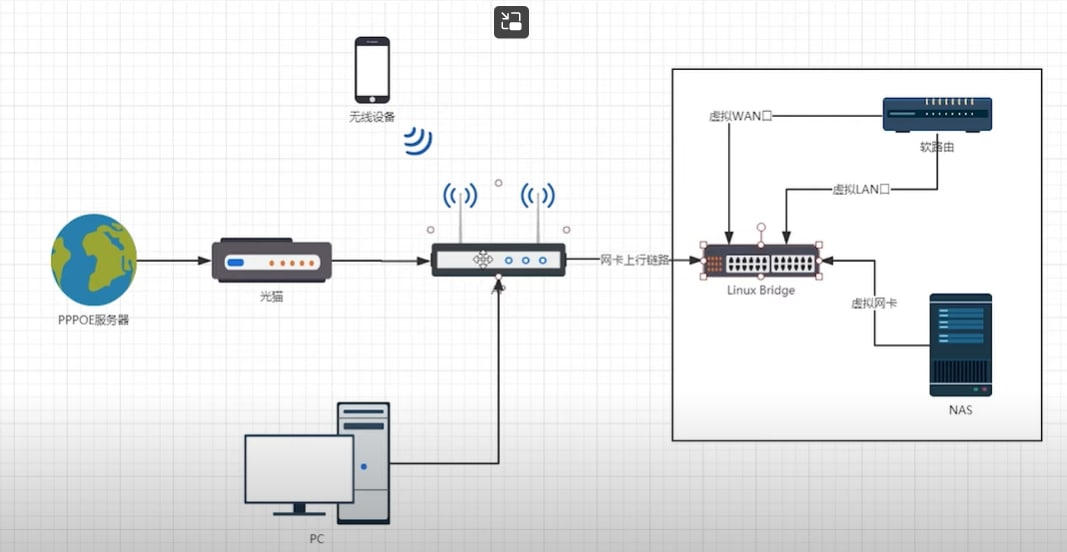 无线设备
虚拟WAN口
软路由
虚拟LAN口
网卡上行链路
PPPOE服务器
光猫
AP
Linux Bridge
虚拟网卡
NAS
PC